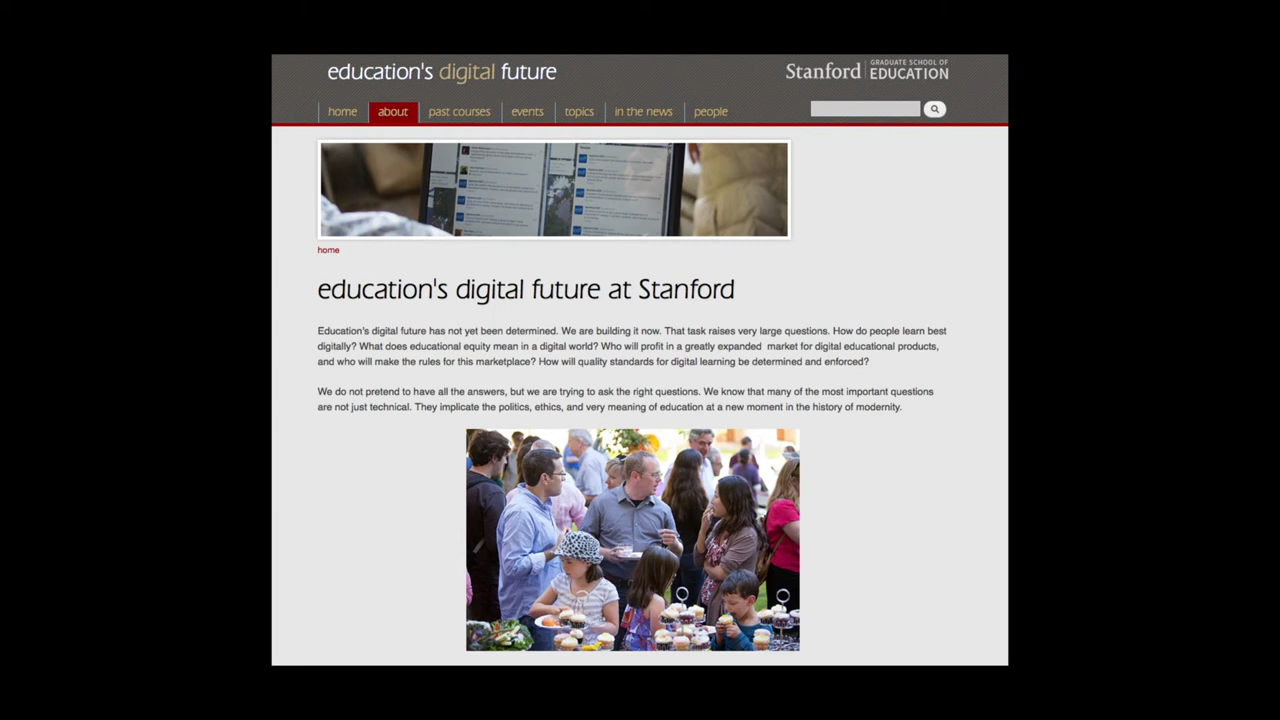 education's digital future
Stanford GRADUATE SCHOOL OF EDUCATION
home about past courses events topics in the news people
home
education's digital future at Stanford
Education's digital future has not yet been determined. We are building it now. That task raises very large questions. How do people learn best
digitally? What does educational equity mean in a digital world? Who will profit in a greatly expanded market for digital educational products,
and who will make the rules for this marketplace? How will quality standards for digital learning be determined and enforced?
We do not pretend to have all the answers, but we are trying to ask the right questions. We know that many of the most important questions
are not just technical. They implicate the politics, ethics, and very meaning of education at a new moment in the history of modernity.